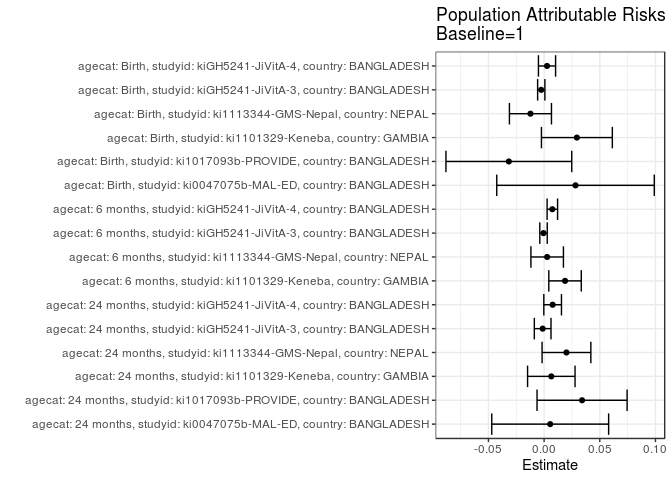 Population Attributable Risks
Baseline=1
agecat: Birth, studyid: kiGH5241-JiVitA-4, country: BANGLADESH
agecat: Birth, studyid: kiGH5241-JiVitA-3, country: BANGLADESH
agecat: Birth, studyid: ki1113344-GMS-Nepal, country: NEPAL
agecat: Birth, studyid: ki1101329-Keneba, country: GAMBIA
agecat: Birth, studyid: ki1017093b-PROVIDE, country: BANGLADESH
agecat: Birth, studyid: ki0047075b-MAL-ED, country: BANGLADESH
agecat: 6 months, studyid: kiGH5241-JiVitA-4, country: BANGLADESH
agecat: 6 months, studyid: kiGH5241-JiVitA-3, country: BANGLADESH
agecat: 6 months, studyid: ki1113344-GMS-Nepal, country: NEPAL
agecat: 6 months, studyid: ki1101329-Keneba, country: GAMBIA
agecat: 24 months, studyid: kiGH5241-JiVitA-4, country: BANGLADESH
agecat: 24 months, studyid: kiGH5241-JiVitA-3, country: BANGLADESH
agecat: 24 months, studyid: ki1113344-GMS-Nepal, country: NEPAL
agecat: 24 months, studyid: ki1101329-Keneba, country: GAMBIA
agecat: 24 months, studyid: ki1017093b-PROVIDE, country: BANGLADESH
agecat: 24 months, studyid: ki0047075b-MAL-ED, country: BANGLADESH
-0.05 0.00 0.05 0.10
Estimate